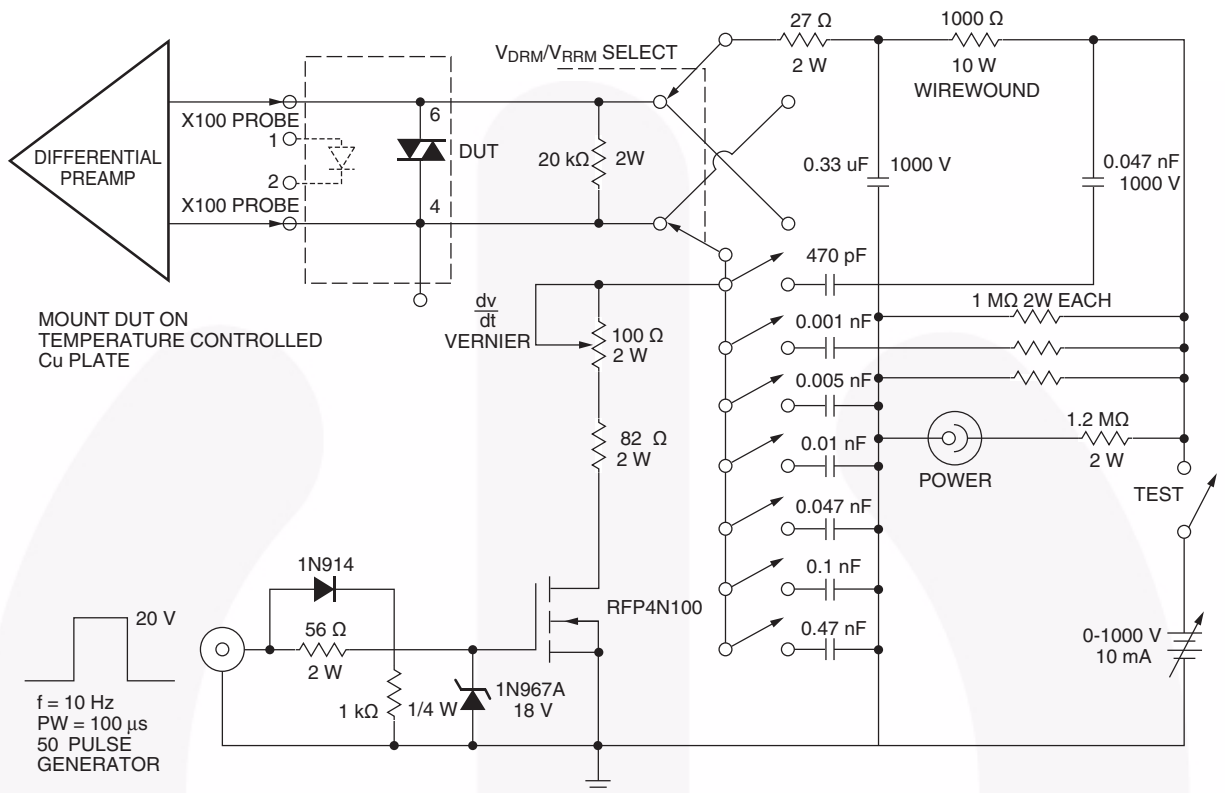 27 Ω
2 W
1000 Ω
10 W
WIREWOUND
VDRM/VRRM SELECT
X100 PROBE
1
2
X100 PROBE
DIFFERENTIAL
PREAMP
6
DUT
4
20 kΩ
2W
0.33 uF
1000 V
0.047 nF
1000 V
470 pF
MOUNT DUT ON
TEMPERATURE CONTROLLED
Cu PLATE
dv
dt
VERNIER
100 Ω
2 W
82 Ω
2 W
1 MΩ 2W EACH
0.001 nF
0.005 nF
0.01 nF
0.047 nF
0.1 nF
0.47 nF
POWER
1.2 MΩ
2 W
TEST
0-1000 V
10 mA
1N914
RFP4N100
20 V
56 Ω
2 W
1 kΩ
1/4 W
1N967A
18 V
f = 10 Hz
PW = 100 μs
50 PULSE
GENERATOR